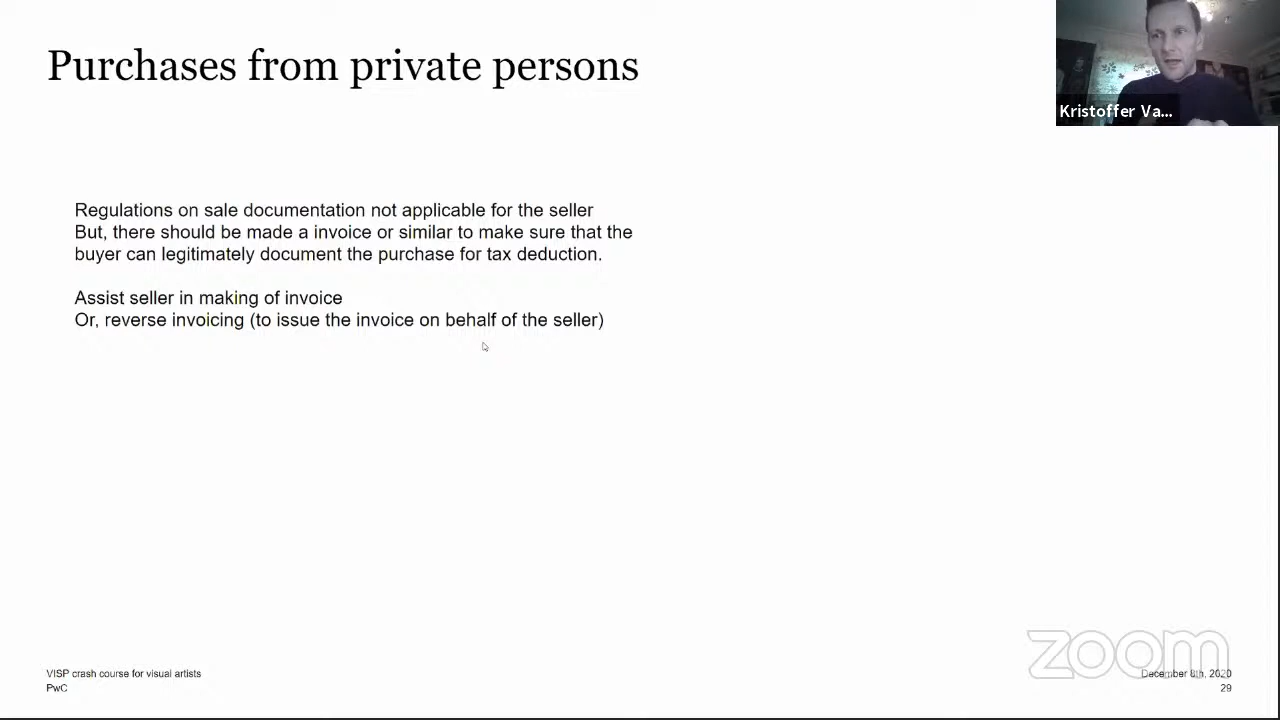 Purchases from private persons
Kristoffer Va...
Regulations on sale documentation not applicable for the seller
But, there should be made a invoice or similar to make sure that the
buyer can legitimately document the purchase for tax deduction.
Assist seller in making of invoice
Or, reverse invoicing (to issue the invoice on behalf of the seller)
zoom
VISP crash course for visual artists
December 8th, 2020
PwC
29